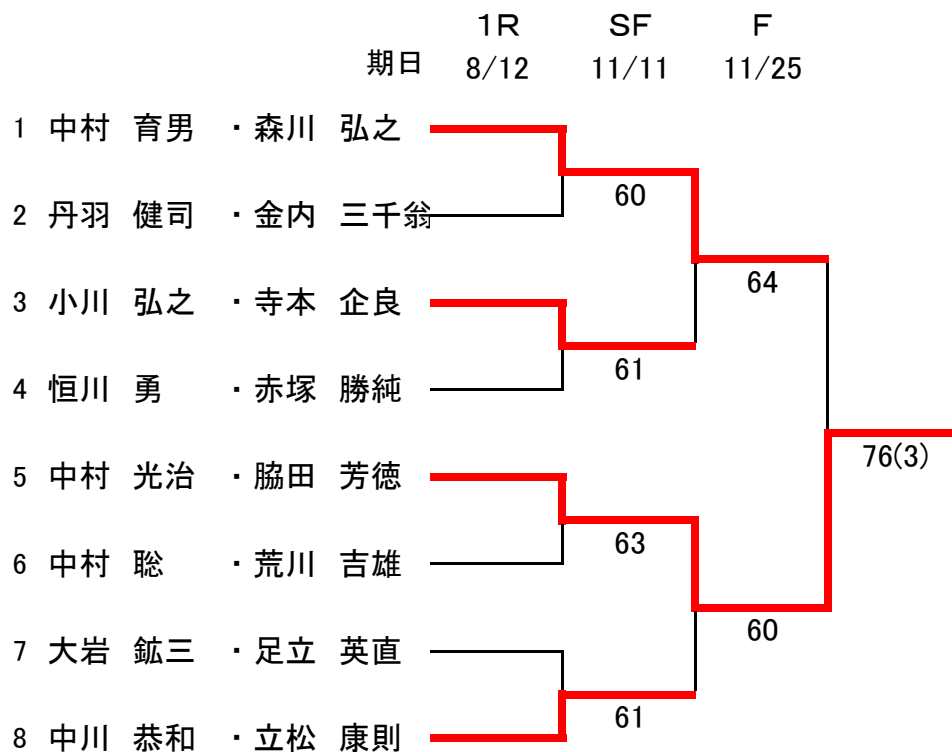 1R SF F
期日 8/12 11/11 11/25
1 中村 育男 ・森川 弘之
60
2 丹羽 健司 ・金内 三千翁
64
3 小川 弘之 ・寺本 企良
61
4 恒川 勇 ・赤塚 勝純
76(3)
5 中村 光治 ・脇田 芳徳
63
6 中村 聡 ・荒川 吉雄
60
7 大岩 鉱三 ・足立 英直
61
8 中川 恭和 ・立松 康則